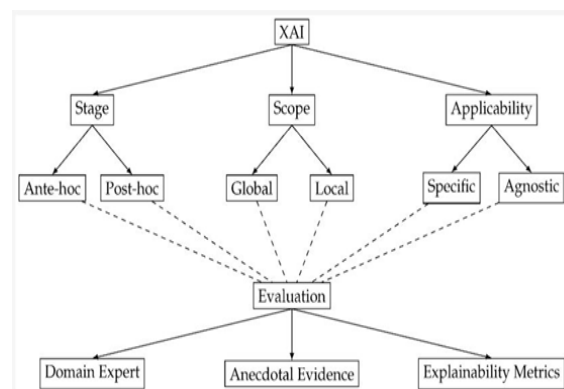 XAI
Stage
Scope
Applicability
Ante-hoc
Post-hoc
Global
Local
Specific
Agnostic
Evaluation
Domain Expert
Anecdotal Evidence
Explainability Metrics